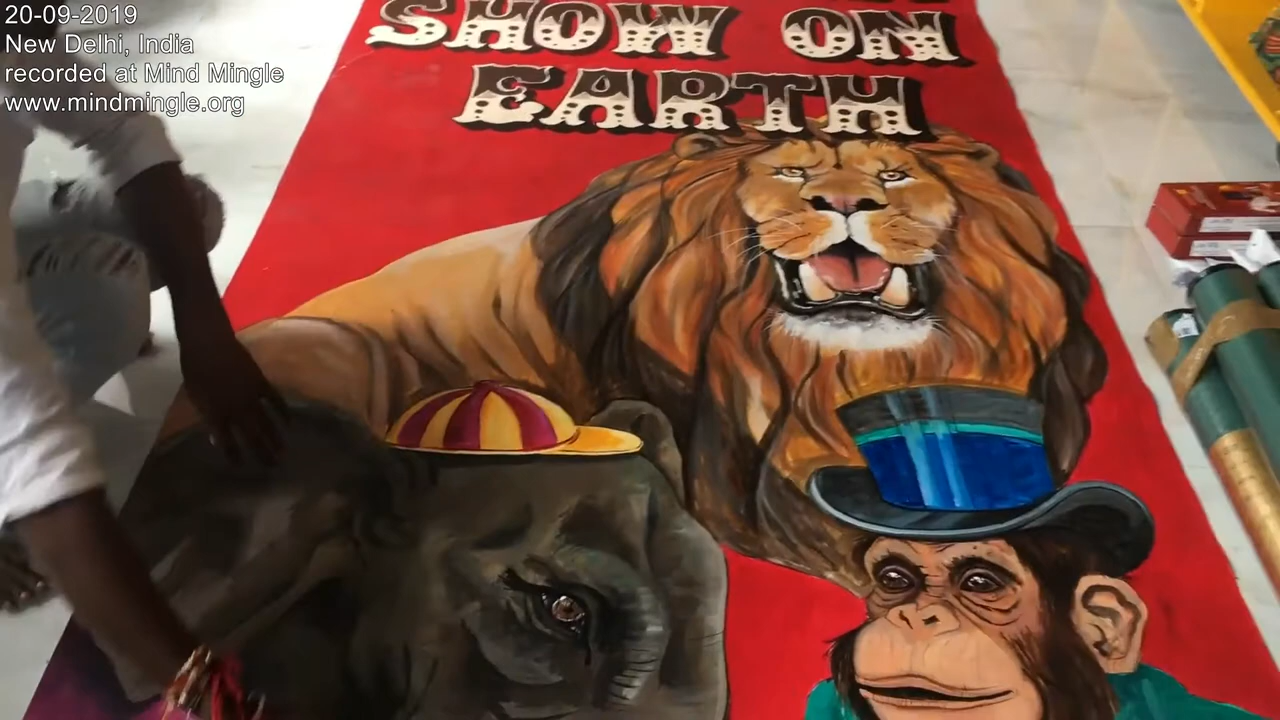 20-09-2019
New Delhi, India
recorded at Mind Mingle
www.mindmingle.org
SHOW ON
EARTH